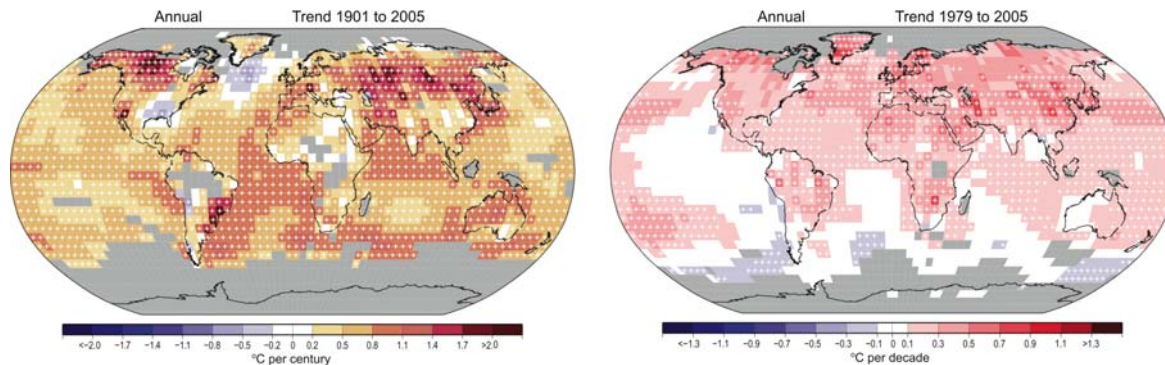 Annual Trend 1901 to 2005
Annual Trend 1979 to 2005
<-2.0 -1.7 -1.4 -1.1 -0.8 -0.5 -0.2 0 0.2 0.5 0.8 1.1 1.4 1.7 >2.0
°C per century
<-1.3 -1.1 -0.9 -0.7 -0.5 -0.3 -0.1 0 0.1 0.3 0.5 0.7 0.9 1.1 >1.3
°C per decade